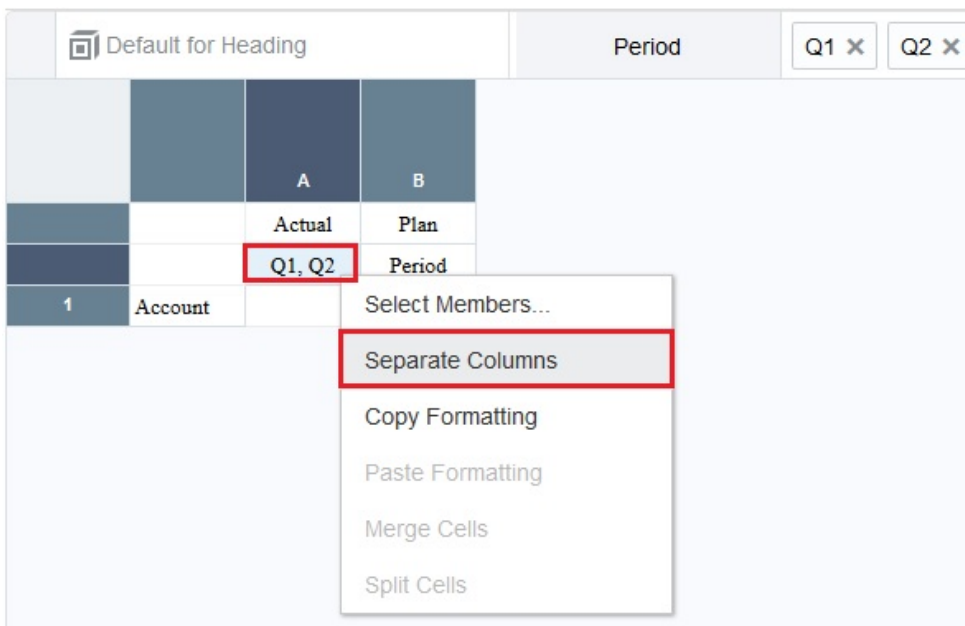 Default for Heading Period Q1 × Q2 ×
A B
Actual Plan
Q1, Q2 Period
1 Account
Select Members...
Separate Columns
Copy Formatting
Paste Formatting
Merge Cells
Split Cells